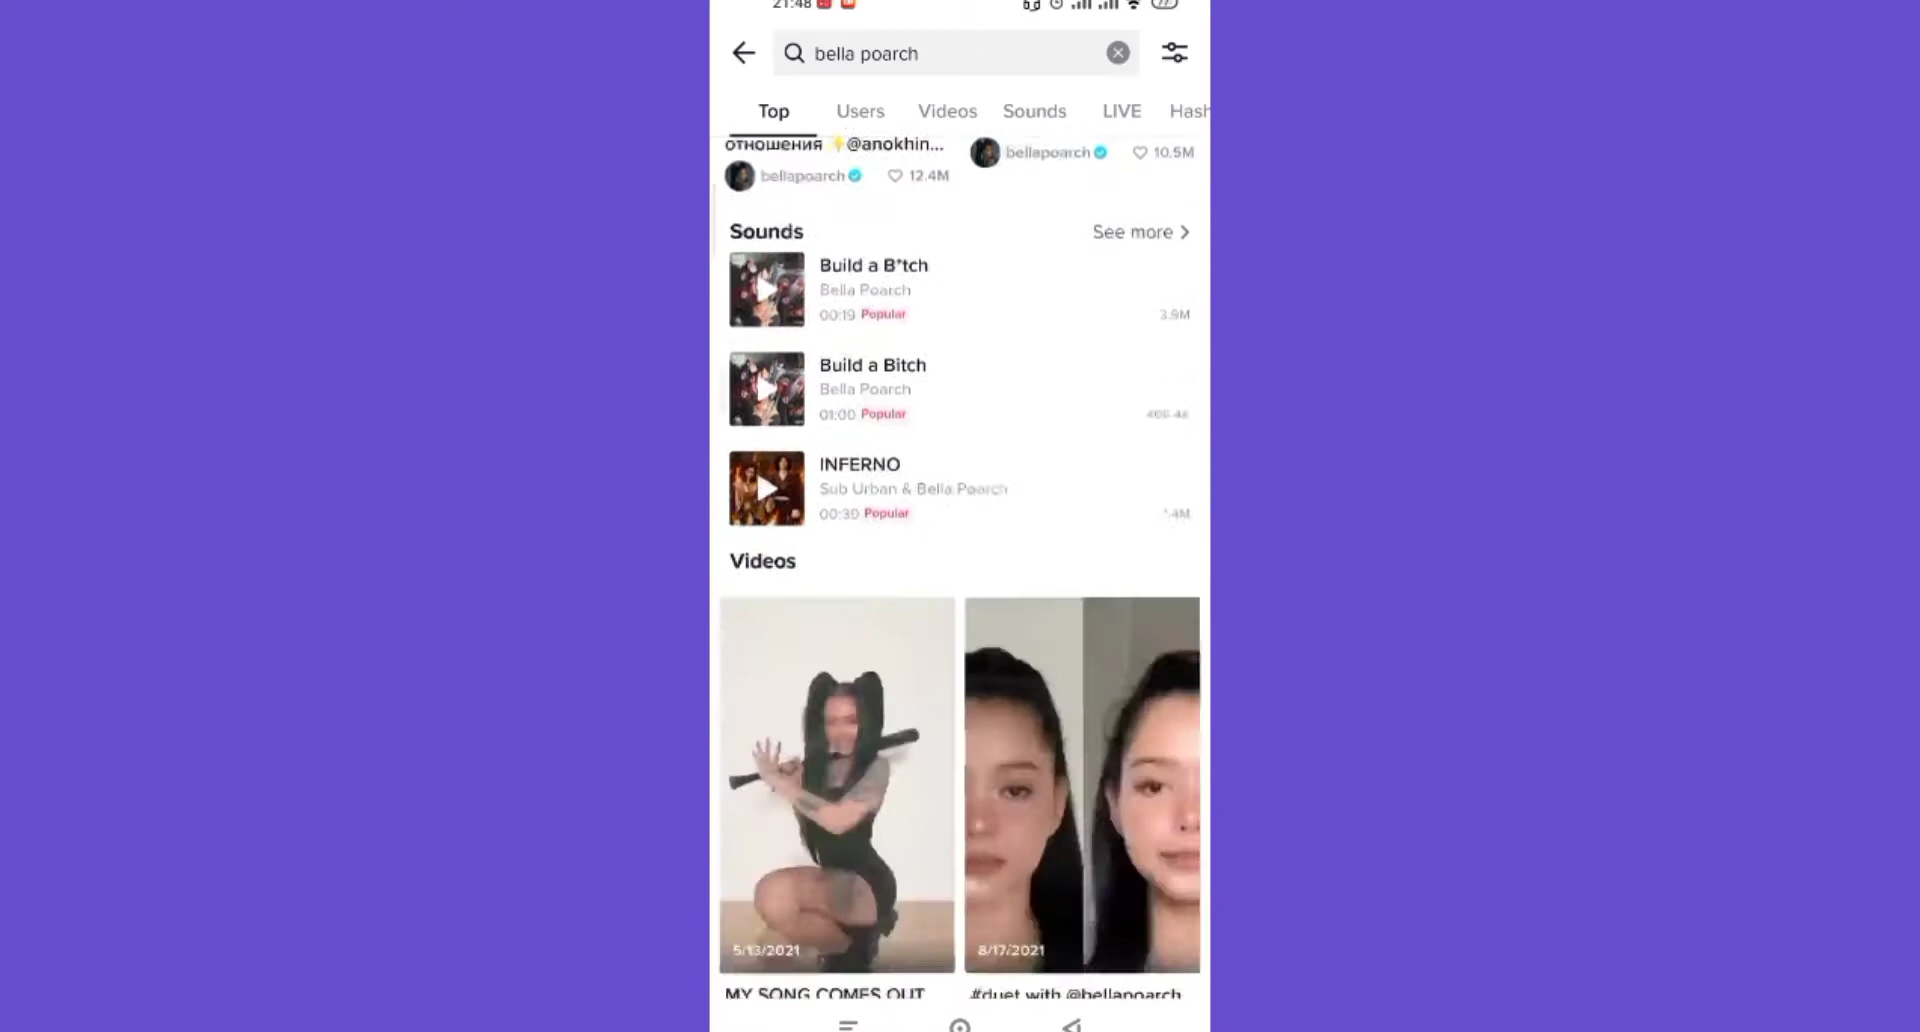 21:48
bella poarch
Top Users Videos Sounds LIVE Hash
отношения @anokhin...
bellapoarch 12.4M
bellapoarch 10.5M
Sounds See more
Build a B*tch
Bella Poarch
00:19 Popular 3.9M
Build a Bitch
Bella Poarch
01:00 Popular
INFERNO
Sub Urban & Bella Poarch
00:30 Popular
Videos
5/13/2021
8/17/2021
MY SONG COMES OUT
#duet with @bellapoarch